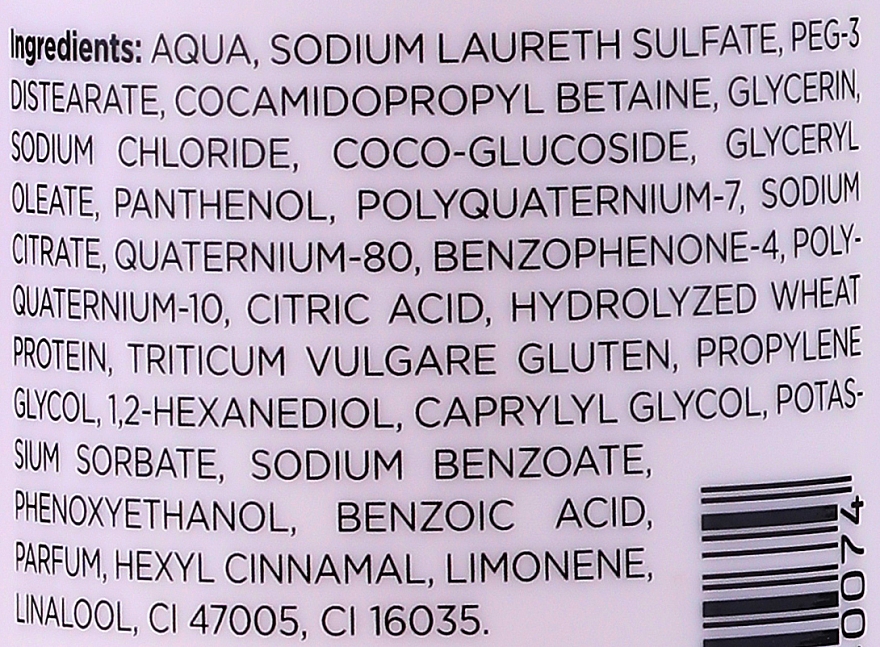 Ingredients: AQUA, SODIUM LAURETH SULFATE, PEG-3
DISTEARATE, COCAMIDOPROPYL BETAINE, GLYCERIN,
SODIUM CHLORIDE, COCO-GLUCOSIDE, GLYCERYL
OLEATE, PANTHENOL, POLYQUATERNIUM-7, SODIUM
CITRATE, QUATERNIUM-80, BENZOPHENONE-4, POLY-
QUATERNIUM-10, CITRIC ACID, HYDROLYZED WHEAT
PROTEIN, TRITICUM VULGARE GLUTEN, PROPYLENE
GLYCOL, 1,2-HEXANEDIOL, CAPRYLYL GLYCOL, POTAS-
SIUM SORBATE, SODIUM BENZOATE,
PHENOXYETHANOL, BENZOIC ACID,
PARFUM, HEXYL CINNAMAL, LIMONENE,
LINALOOL, CI 47005, CI 16035.
4700